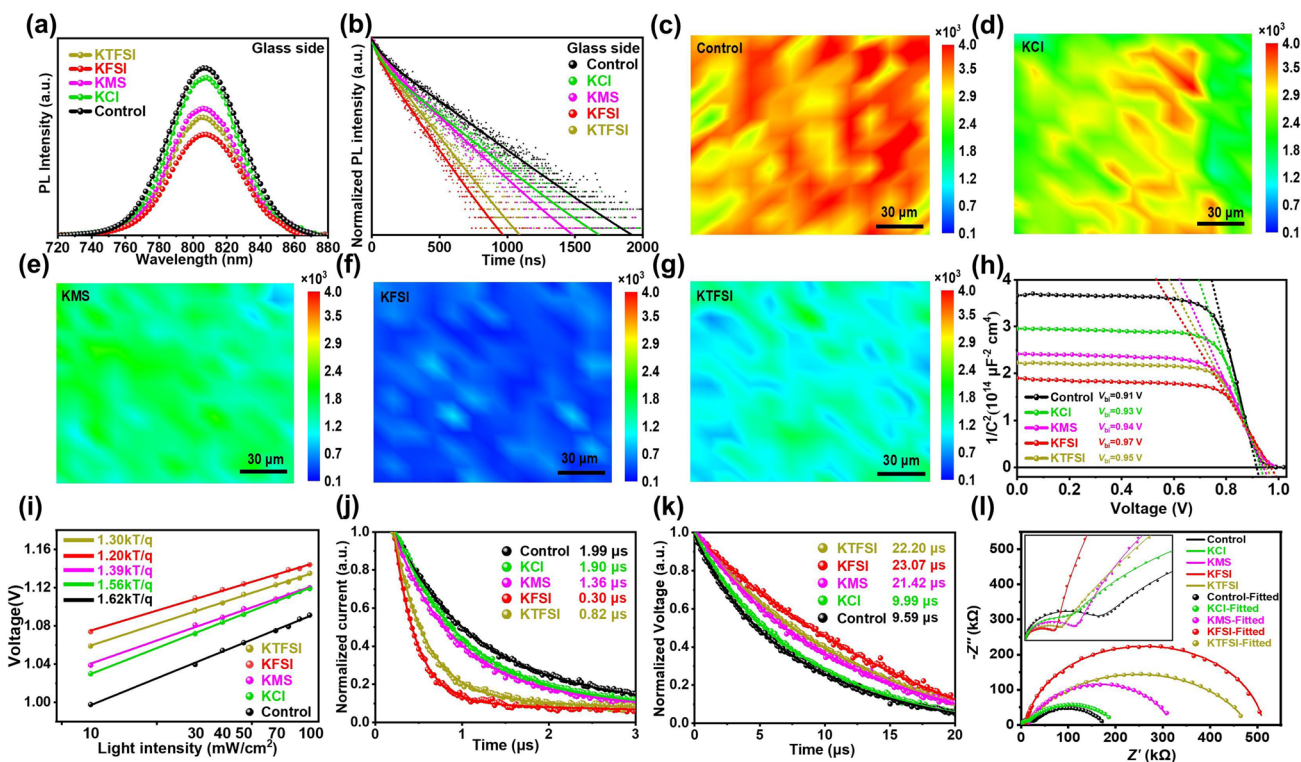 (a)
KTFSI
KFSI
KMS
KCl
Control
Glass side
PL Intensity (a.u.)
720 740 760 780 800 820 840 860 880
Wavelength (nm)
(b)
Glass side
Control
KCl
KMS
KFSI
KTFSI
Normalized PL intensity (a.u.)
0 500 1000 1500 2000
Time (ns)
(c)
Control
30 μm
×10³
4.0
3.5
2.9
2.4
1.8
1.2
0.7
0.1
(d)
KCl
30 μm
×10³
4.0
3.5
2.9
2.4
1.8
1.2
0.7
0.1
(e)
KMS
30 μm
×10³
4.0
3.5
2.9
2.4
1.8
1.2
0.7
0.1
(f)
KFSI
30 μm
×10³
4.0
3.5
2.9
2.4
1.8
1.2
0.7
0.1
(g)
KTFSI
30 μm
×10³
4.0
3.5
2.9
2.4
1.8
1.2
0.7
0.1
(h)
1/C² (10¹⁴ μF⁻² cm⁴)
4
3
2
1
0
Control Vbi=0.91 V
KCl Vbi=0.93 V
KMS Vbi=0.94 V
KFSI Vbi=0.97 V
KTFSI Vbi=0.95 V
0.0 0.2 0.4 0.6 0.8 1.0
Voltage (V)
(i)
1.30kT/q
1.20kT/q
1.39kT/q
1.56kT/q
1.62kT/q
KTFSI
KFSI
KMS
KCl
Control
Voltage(V)
1.16
1.12
1.08
1.04
1.00
10 30 40 50 70 100
Light intensity (mW/cm²)
(j)
Control 1.99 μs
KCl 1.90 μs
KMS 1.36 μs
KFSI 0.30 μs
KTFSI 0.82 μs
Normalized current (a.u.)
1.0
0.8
0.6
0.4
0.2
0.0
0 1 2 3
Time (μs)
(k)
KTFSI 22.20 μs
KFSI 23.07 μs
KMS 21.42 μs
KCl 9.99 μs
Control 9.59 μs
Normalized Voltage (a.u.)
1.0
0.8
0.6
0.4
0.2
0.0
0 5 10 15 20
Time (μs)
(l)
Control
KCl
KMS
KFSI
KTFSI
Control-Fitted
KCl-Fitted
KMS-Fitted
KFSI-Fitted
KTFSI-Fitted
-Z'' (kΩ)
500
400
300
200
100
0
0 100 200 300 400 500
Z' (kΩ)